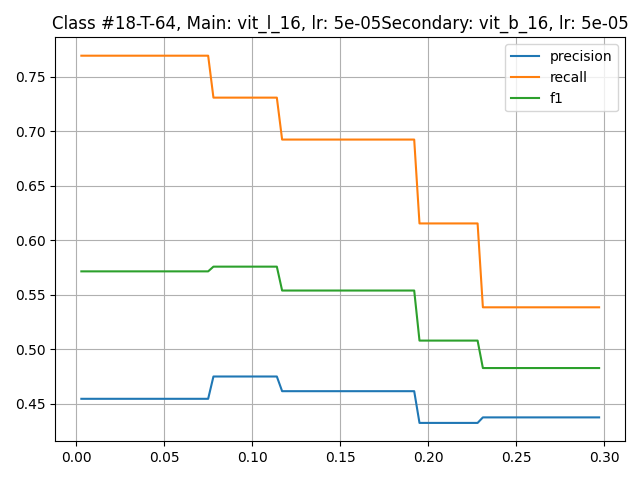 Class #18-T-64, Main: vit_l_16, lr: 5e-05Secondary: vit_b_16, lr: 5e-05
precision
recall
f1
0.75
0.70
0.65
0.60
0.55
0.50
0.45
0.00 0.05 0.10 0.15 0.20 0.25 0.30